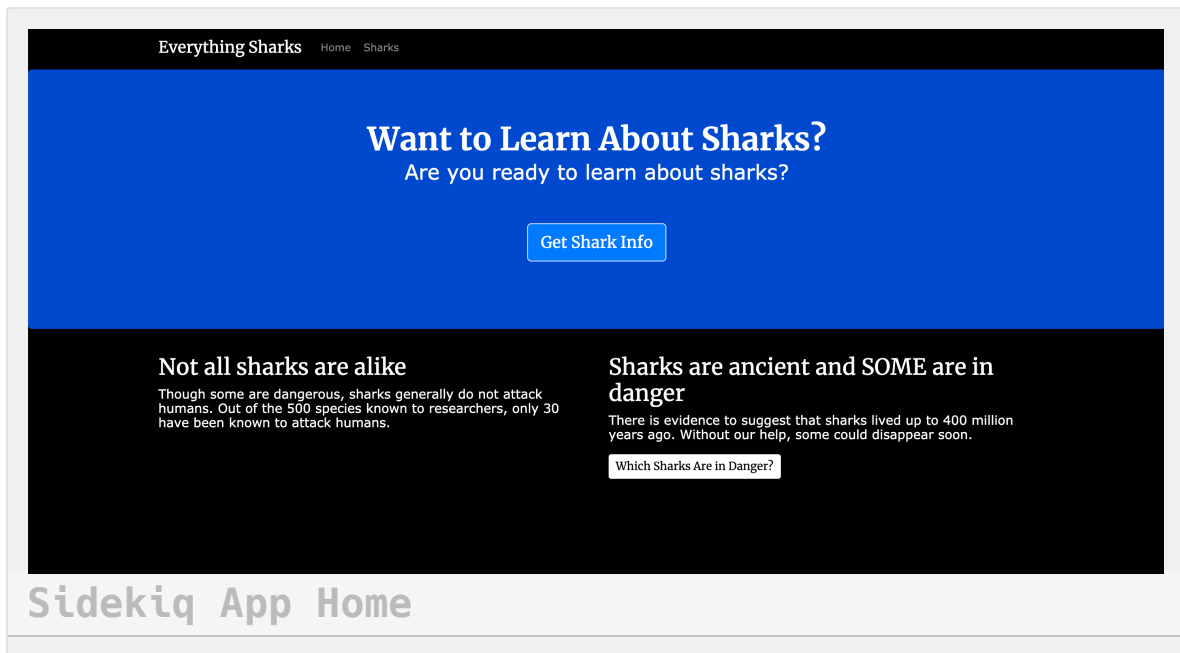 Everything Sharks Home Sharks
Want to Learn About Sharks?
Are you ready to learn about sharks?
Get Shark Info
Not all sharks are alike
Though some are dangerous, sharks generally do not attack
humans. Out of the 500 species known to researchers, only 30
have been known to attack humans.
Sharks are ancient and SOME are in
danger
There is evidence to suggest that sharks lived up to 400 million
years ago. Without our help, some could disappear soon.
Which Sharks Are in Danger?
Sidekiq App Home